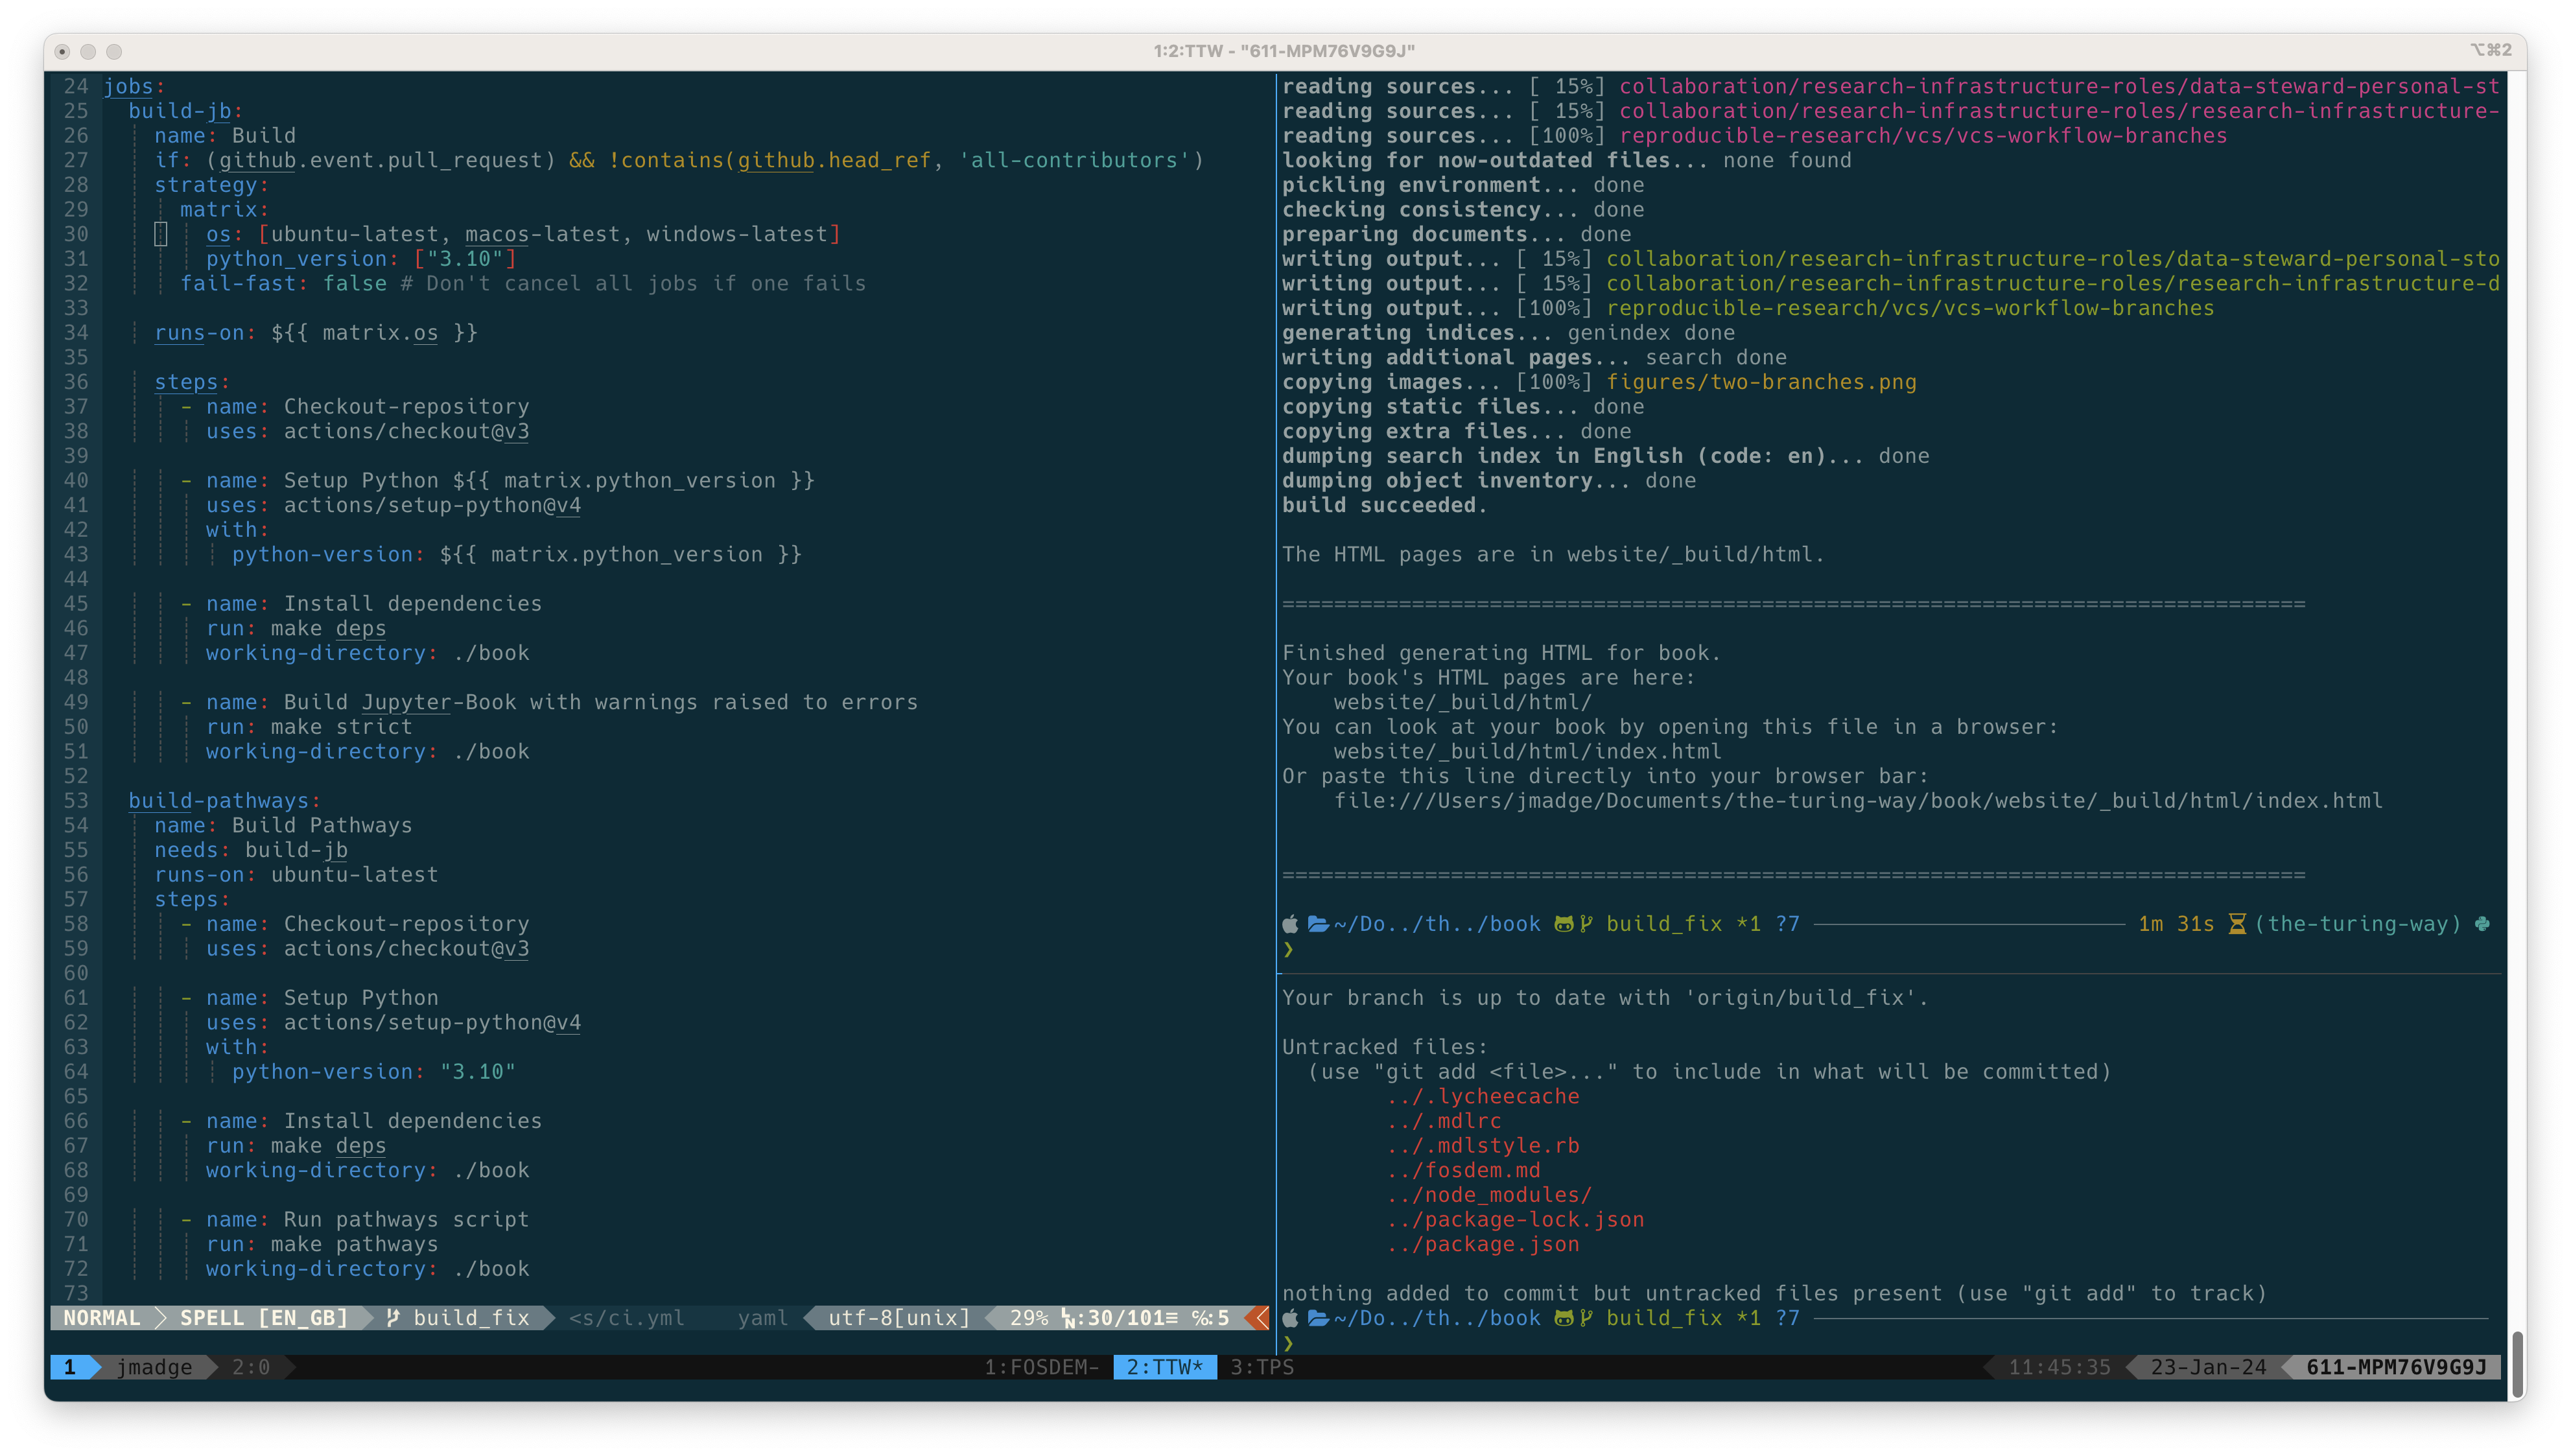 1:2:TTW - "611-MPM76V9G9J"
⌥⌘2
24 jobs:
25   build-jb:
26     name: Build
27     if: (github.event.pull_request) && !contains(github.head_ref, 'all-contributors')
28     strategy:
29       matrix:
30         os: [ubuntu-latest, macos-latest, windows-latest]
31         python_version: ["3.10"]
32       fail-fast: false # Don't cancel all jobs if one fails
33
34     runs-on: ${{ matrix.os }}
35
36     steps:
37       - name: Checkout-repository
38         uses: actions/checkout@v3
39
40       - name: Setup Python ${{ matrix.python_version }}
41         uses: actions/setup-python@v4
42         with:
43           python-version: ${{ matrix.python_version }}
44
45       - name: Install dependencies
46         run: make deps
47         working-directory: ./book
48
49       - name: Build Jupyter-Book with warnings raised to errors
50         run: make strict
51         working-directory: ./book
52
53   build-pathways:
54     name: Build Pathways
55     needs: build-jb
56     runs-on: ubuntu-latest
57     steps:
58       - name: Checkout-repository
59         uses: actions/checkout@v3
60
61       - name: Setup Python
62         uses: actions/setup-python@v4
63         with:
64           python-version: "3.10"
65
66       - name: Install dependencies
67         run: make deps
68         working-directory: ./book
69
70       - name: Run pathways script
71         run: make pathways
72         working-directory: ./book
73
NORMAL SPELL [EN_GB] build_fix <s/ci.yml yaml utf-8[unix] 29% ㏑:30/101≡ ℅:5
reading sources... [ 15%] collaboration/research-infrastructure-roles/data-steward-personal-st
reading sources... [ 15%] collaboration/research-infrastructure-roles/research-infrastructure-
reading sources... [100%] reproducible-research/vcs/vcs-workflow-branches
looking for now-outdated files... none found
pickling environment... done
checking consistency... done
preparing documents... done
writing output... [ 15%] collaboration/research-infrastructure-roles/data-steward-personal-sto
writing output... [ 15%] collaboration/research-infrastructure-roles/research-infrastructure-d
writing output... [100%] reproducible-research/vcs/vcs-workflow-branches
generating indices... genindex done
writing additional pages... search done
copying images... [100%] figures/two-branches.png
copying static files... done
copying extra files... done
dumping search index in English (code: en)... done
dumping object inventory... done
build succeeded.
The HTML pages are in website/_build/html.
===============================================================================
Finished generating HTML for book.
Your book's HTML pages are here:
    website/_build/html/
You can look at your book by opening this file in a browser:
    website/_build/html/index.html
Or paste this line directly into your browser bar:
    file:///Users/jmadge/Documents/the-turing-way/book/website/_build/html/index.html
===============================================================================
~/Do../th../book build_fix *1 ?7 1m 31s (the-turing-way)
❯
Your branch is up to date with 'origin/build_fix'.
Untracked files:
  (use "git add <file>..." to include in what will be committed)
        ../.lycheecache
        ../.mdlrc
        ../.mdlstyle.rb
        ../fosdem.md
        ../node_modules/
        ../package-lock.json
        ../package.json
nothing added to commit but untracked files present (use "git add" to track)
~/Do../th../book build_fix *1 ?7
❯
1 jmadge 2:0 1:FOSDEM- 2:TTW* 3:TPS 11:45:35 23-Jan-24 611-MPM76V9G9J